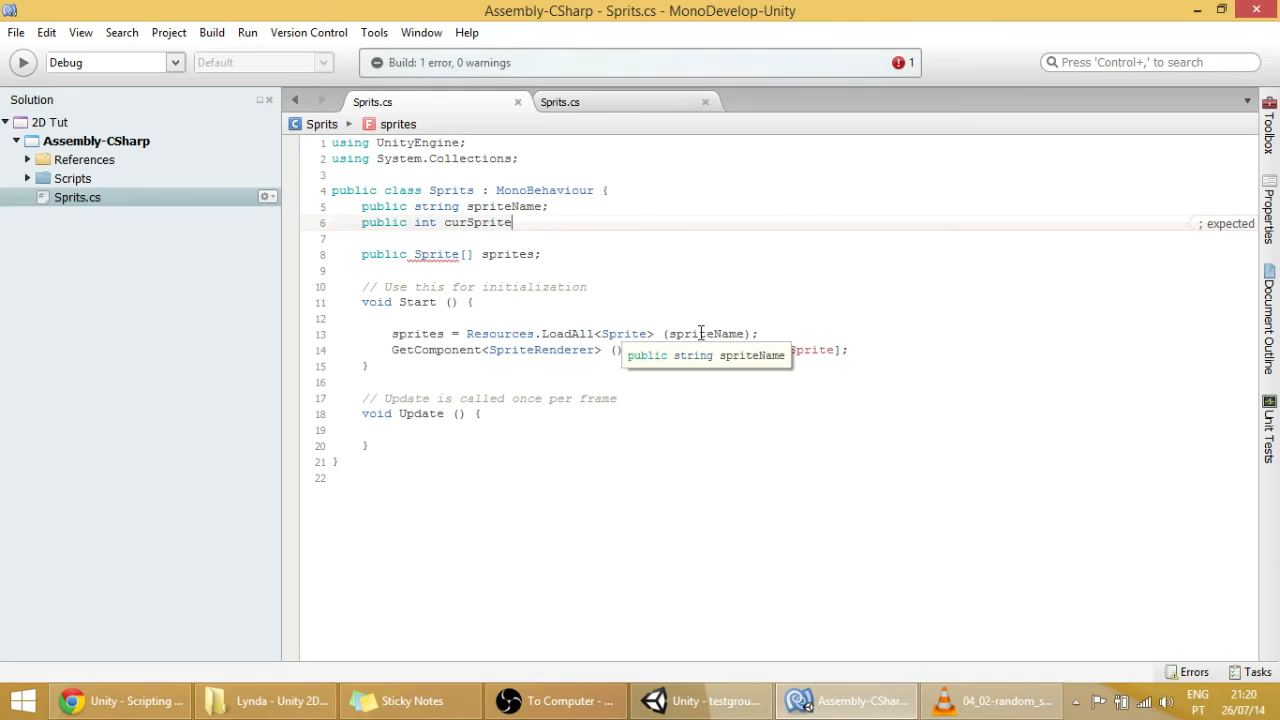 Assembly-CSharp - Sprits.cs - MonoDevelop-Unity
File Edit View Search Project Build Run Version Control Tools Window Help
Debug Default Build: 1 error, 0 warnings 1 Press 'Control+,' to search
Solution Sprits.cs Sprits.cs
2D Tut
Assembly-CSharp
References
Scripts
Sprits.cs
Sprits sprites
1 using UnityEngine;
2 using System.Collections;
3
4 public class Sprits : MonoBehaviour {
5 public string spriteName;
6 public int curSprite ; expected
7
8 public Sprite[] sprites;
9
10 // Use this for initialization
11 void Start () {
12
13 sprites = Resources.LoadAll<Sprite> (spriteName);
14 GetComponent<SpriteRenderer> () Sprite];
public string spriteName
15 }
16
17 // Update is called once per frame
18 void Update () {
19
20 }
21 }
22
Toolbox
Properties
Document Outline
Unit Tests
Errors Tasks
Unity - Scripting ... Lynda - Unity 2D... Sticky Notes To Computer - ... Unity - testgrou... Assembly-CShar... 04_02-random_s... ENG 21:20
PT 26/07/14